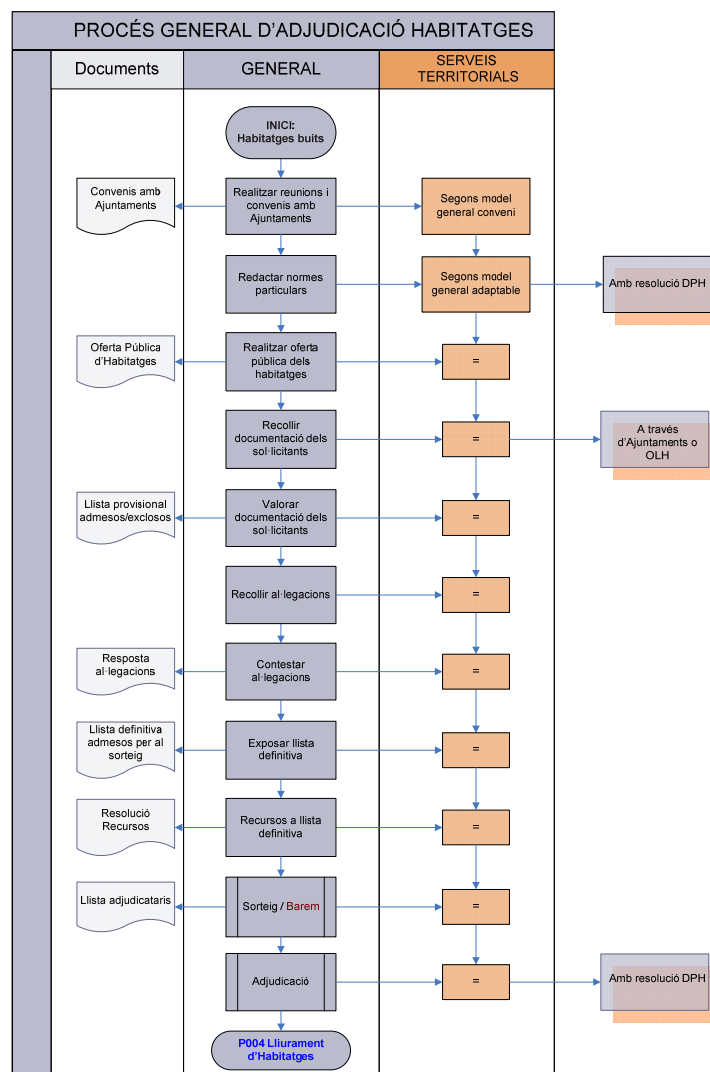 PROCÉS GENERAL D'ADJUDICACIÓ HABITATGES
Documents
GENERAL
SERVEIS
TERRITORIALS
INICI:
Habitatges buits
Convenis amb
Ajuntaments
Realitzar reunions i
convenis amb
Ajuntaments
Segons model
general conveni
Redactar normes
particulars
Segons model
general adaptable
Amb resolució DPH
Oferta Pública
d'Habitatges
Realitzar oferta
pública dels
habitatges
=
Recollir
documentació dels
sol·licitants
=
A través
d'Ajuntaments o
OLH
Llista provisional
admesos/exclosos
Valorar
documentació dels
sol·licitants
=
Recollir al·legacions
=
Resposta
al·legacions
Contestar
al·legacions
=
Llista definitiva
admesos per al
sorteig
Exposar llista
definitiva
=
Resolució
Recursos
Recursos a llista
definitiva
=
Llista adjudicataris
Sorteig / Barem
=
Adjudicació
=
Amb resolució DPH
P004 Lliurament
d'Habitatges